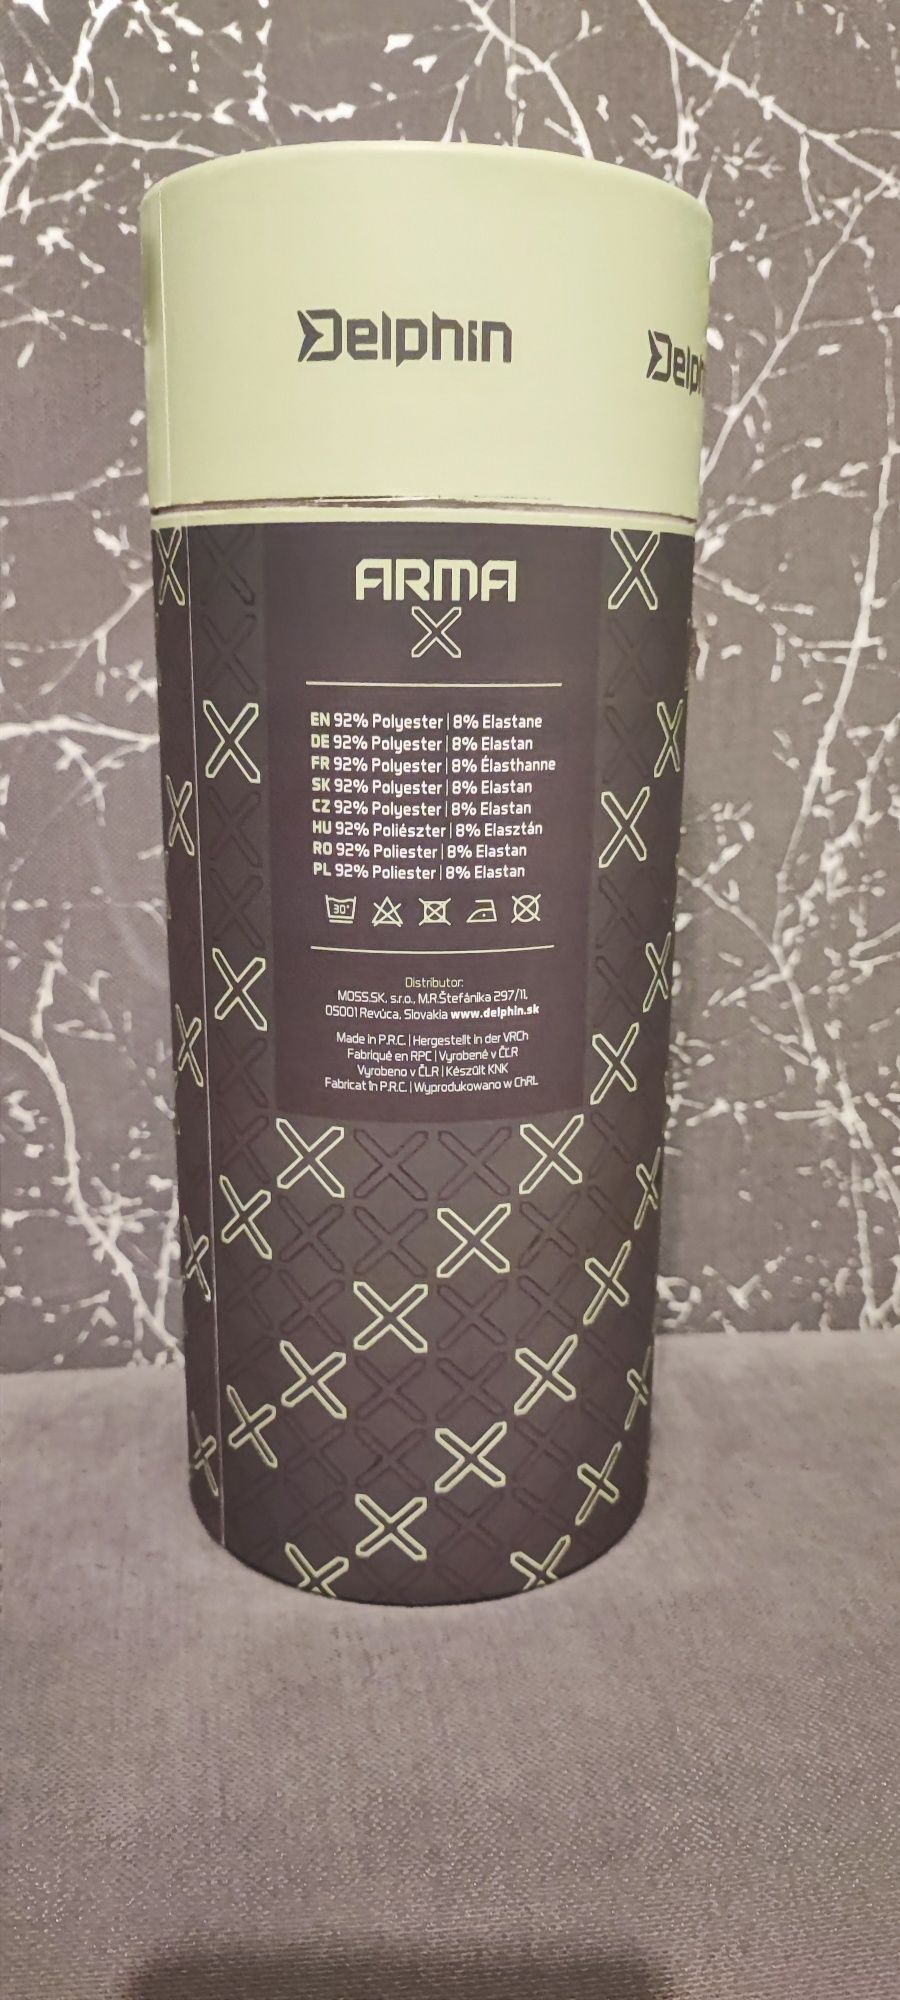 Delphin
Delph
ARMA
X
EN 92% Polyester | 8% Elastane
DE 92% Polyester | 8% Elastan
FR 92% Polyester | 8% Élasthanne
SK 92% Polyester | 8% Elastan
CZ 92% Polyester | 8% Elastan
HU 92% Poliészter | 8% Elasztán
RO 92% Poliester | 8% Elastan
PL 92% Poliester | 8% Elastan
30°
Distributor:
MOSS.SK, s.r.o., M.R.Štefánika 297/11,
05001 Revúca, Slovakia www.delphin.sk
Made in P.R.C. | Hergestellt in der VRCh
Fabriqué en RPC | Vyrobené v ČĽR
Vyrobeno v ČLR | Készült KNK
Fabricat în P.R.C. | Wyprodukowano w ChRL